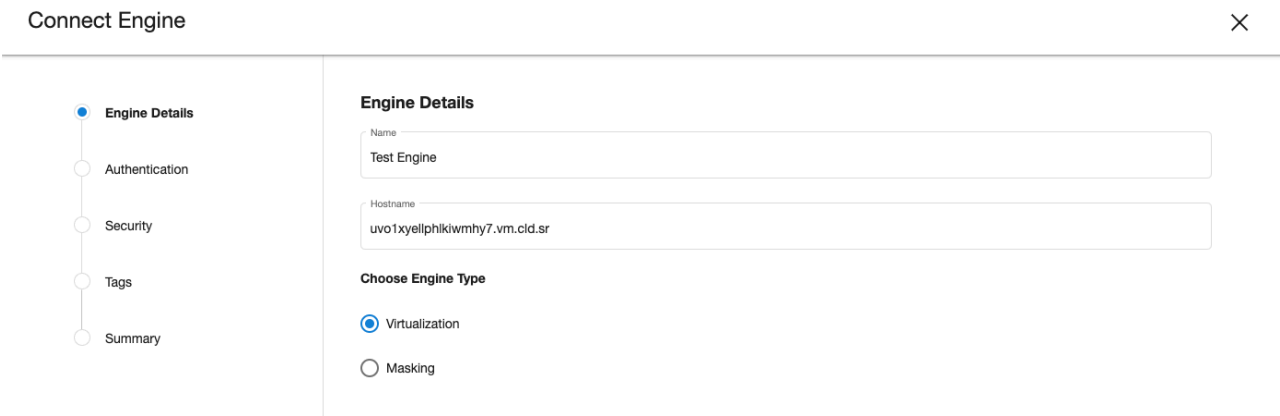 Connect Engine
Engine Details
Authentication
Security
Tags
Summary
Engine Details
Name
Test Engine
Hostname
uvo1xyellphlkiwmhy7.vm.cld.sr
Choose Engine Type
Virtualization
Masking